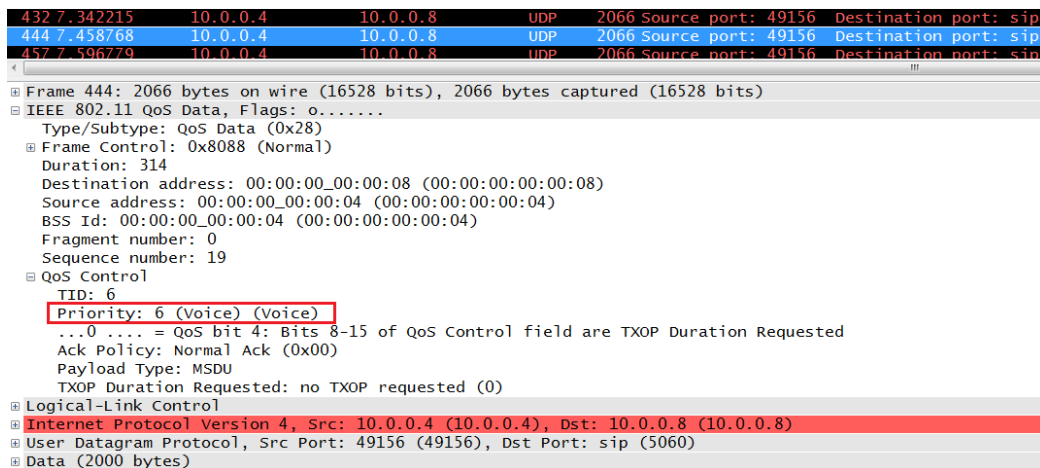 432 7.342215 10.0.0.4 10.0.0.8 UDP 2066 Source port: 49156 Destination port: sip
444 7.458768 10.0.0.4 10.0.0.8 UDP 2066 Source port: 49156 Destination port: sip
457 7.596779 10.0.0.4 10.0.0.8 UDP 2066 Source port: 49156 Destination port: sip
Frame 444: 2066 bytes on wire (16528 bits), 2066 bytes captured (16528 bits)
IEEE 802.11 QoS Data, Flags: o.......
Type/Subtype: QoS Data (0x28)
Frame Control: 0x8088 (Normal)
Duration: 314
Destination address: 00:00:00_00:00:08 (00:00:00:00:00:08)
Source address: 00:00:00_00:00:04 (00:00:00:00:00:04)
BSS Id: 00:00:00_00:00:04 (00:00:00:00:00:04)
Fragment number: 0
Sequence number: 19
QoS Control
TID: 6
Priority: 6 (Voice) (Voice)
...0 .... = QoS bit 4: Bits 8-15 of QoS Control field are TXOP Duration Requested
Ack Policy: Normal Ack (0x00)
Payload Type: MSDU
TXOP Duration Requested: no TXOP requested (0)
Logical-Link Control
Internet Protocol Version 4, Src: 10.0.0.4 (10.0.0.4), Dst: 10.0.0.8 (10.0.0.8)
User Datagram Protocol, Src Port: 49156 (49156), Dst Port: sip (5060)
Data (2000 bytes)